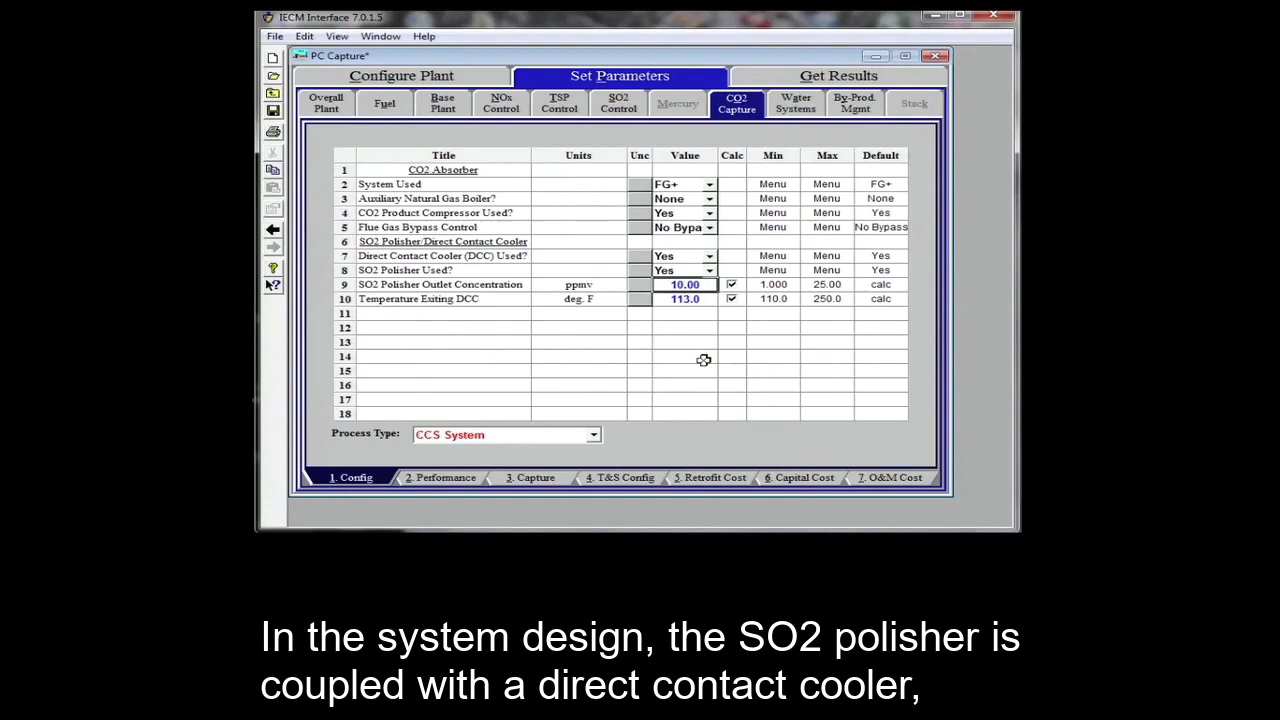 IECM Interface 7.0.1.5
File Edit View Window Help
PC Capture*
Configure Plant Set Parameters Get Results
Overall Plant Fuel Base Plant NOx Control TSP Control SO2 Control Mercury CO2 Capture Water Systems By-Prod. Mgmt Stack
Title Units Unc Value Calc Min Max Default
1 CO2 Absorber
2 System Used FG+ Menu Menu FG+
3 Auxiliary Natural Gas Boiler? None Menu Menu None
4 CO2 Product Compressor Used? Yes Menu Menu Yes
5 Flue Gas Bypass Control No Bypa Menu Menu No Bypass
6 SO2 Polisher/Direct Contact Cooler
7 Direct Contact Cooler (DCC) Used? Yes Menu Menu Yes
8 SO2 Polisher Used? Yes Menu Menu Yes
9 SO2 Polisher Outlet Concentration ppmv 10.00 1.000 25.00 calc
10 Temperature Exiting DCC deg. F 113.0 110.0 250.0 calc
11
12
13
14
15
16
17
18
Process Type: CCS System
1. Config 2. Performance 3. Capture 4. T&S Config 5. Retrofit Cost 6. Capital Cost 7. O&M Cost
In the system design, the SO2 polisher is
coupled with a direct contact cooler,